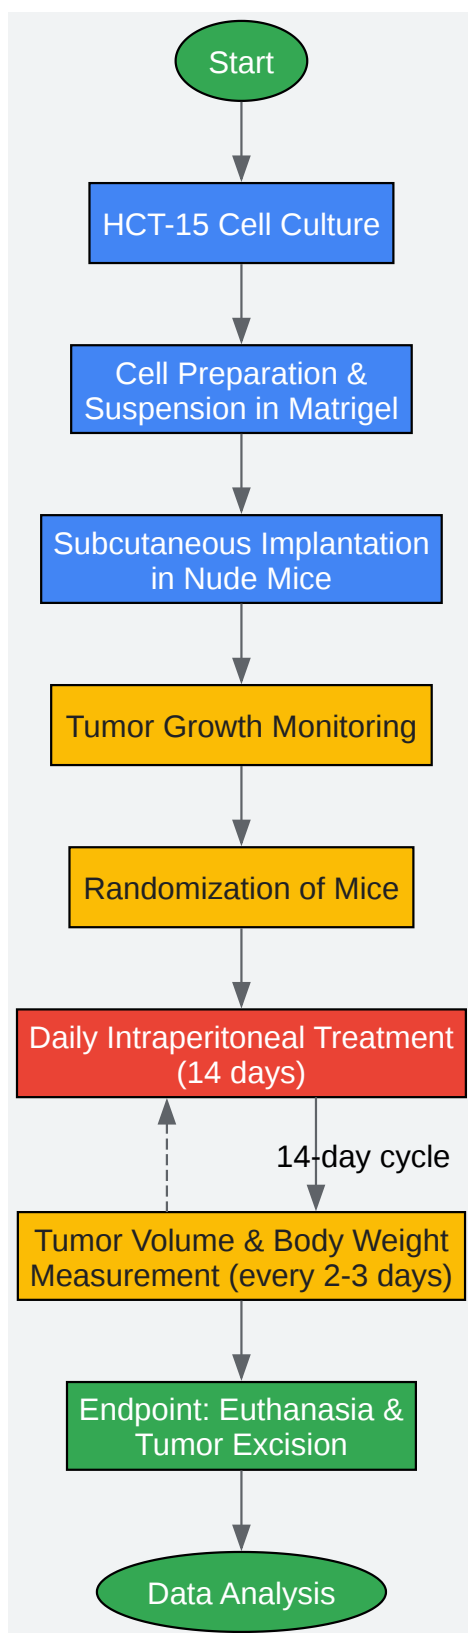 Start
HCT-15 Cell Culture
Cell Preparation &
Suspension in Matrigel
Subcutaneous Implantation
in Nude Mice
Tumor Growth Monitoring
Randomization of Mice
Daily Intraperitoneal Treatment
(14 days)
14-day cycle
Tumor Volume & Body Weight
Measurement (every 2-3 days)
Endpoint: Euthanasia &
Tumor Excision
Data Analysis